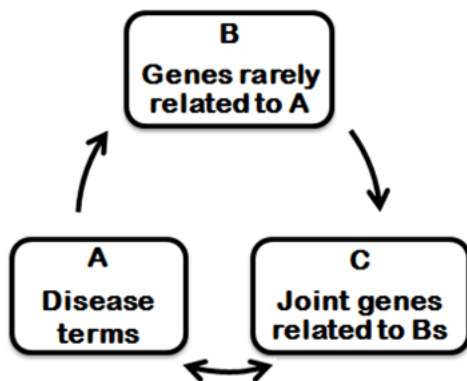 B
Genes rarely
related to A
A
Disease
terms
C
Joint genes
related to Bs